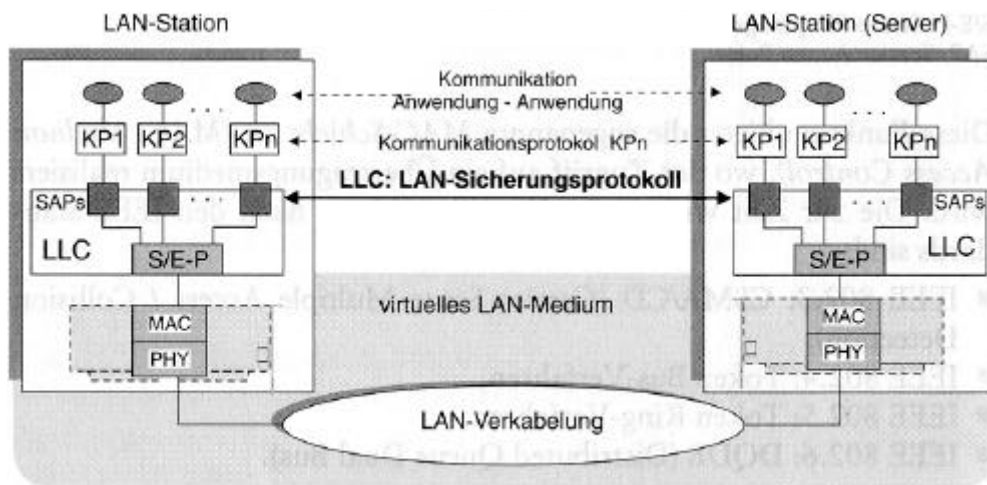 LAN-Station
LAN-Station (Server)
Kommunikation
Anwendung - Anwendung
KP1 KP2 KPn
Kommunikationsprotokol KPn
KP1 KP2 KPn
LLC: LAN-Sicherungsprotokoll
SAPs
SAPs
LLC
S/E-P
S/E-P
LLC
virtuelles LAN-Medium
MAC
PHY
MAC
PHY
LAN-Verkabelung